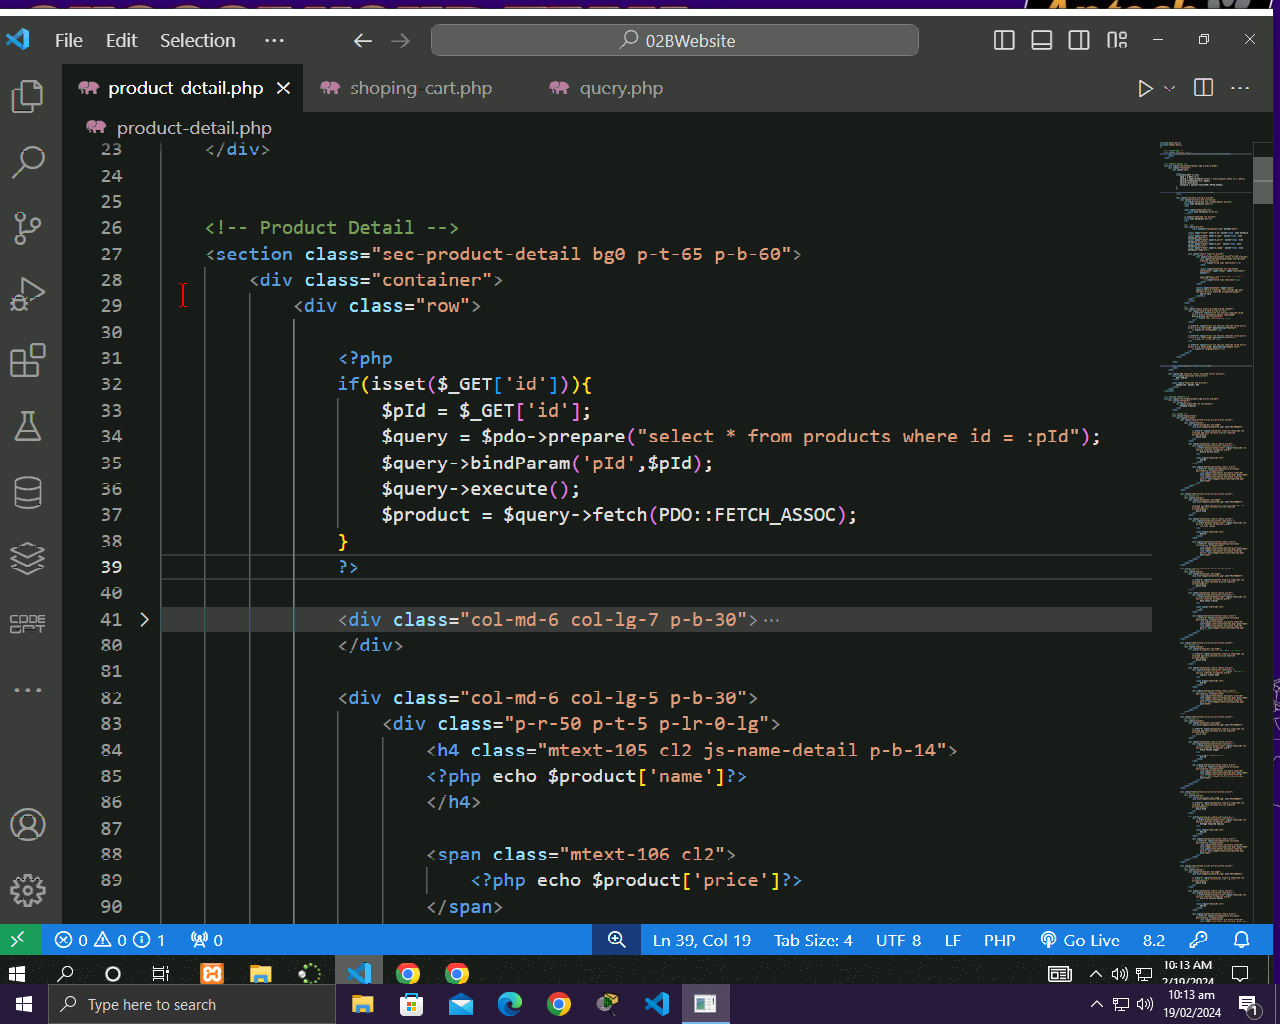 File Edit Selection ···
02BWebsite
product-detail.php
shoping-cart.php
query.php
product-detail.php
23 </div>
24
25
26 <!-- Product Detail -->
27 <section class="sec-product-detail bg0 p-t-65 p-b-60">
28 <div class="container">
29 <div class="row">
30
31 <?php
32 if(isset($_GET['id'])){
33 $pId = $_GET['id'];
34 $query = $pdo->prepare("select * from products where id = :pId");
35 $query->bindParam('pId',$pId);
36 $query->execute();
37 $product = $query->fetch(PDO::FETCH_ASSOC);
38 }
39 ?>
40
41 <div class="col-md-6 col-lg-7 p-b-30">···
80 </div>
81
82 <div class="col-md-6 col-lg-5 p-b-30">
83 <div class="p-r-50 p-t-5 p-lr-0-lg">
84 <h4 class="mtext-105 cl2 js-name-detail p-b-14">
85 <?php echo $product['name']?>
86 </h4>
87
88 <span class="mtext-106 cl2">
89 <?php echo $product['price']?>
90 </span>
CODE
GPT
0 0 1 0
Ln 39, Col 19 Tab Size: 4 UTF-8 LF PHP Go Live 8.2
10:13 AM
2/19/2024
Type here to search
10:13 am
19/02/2024
1